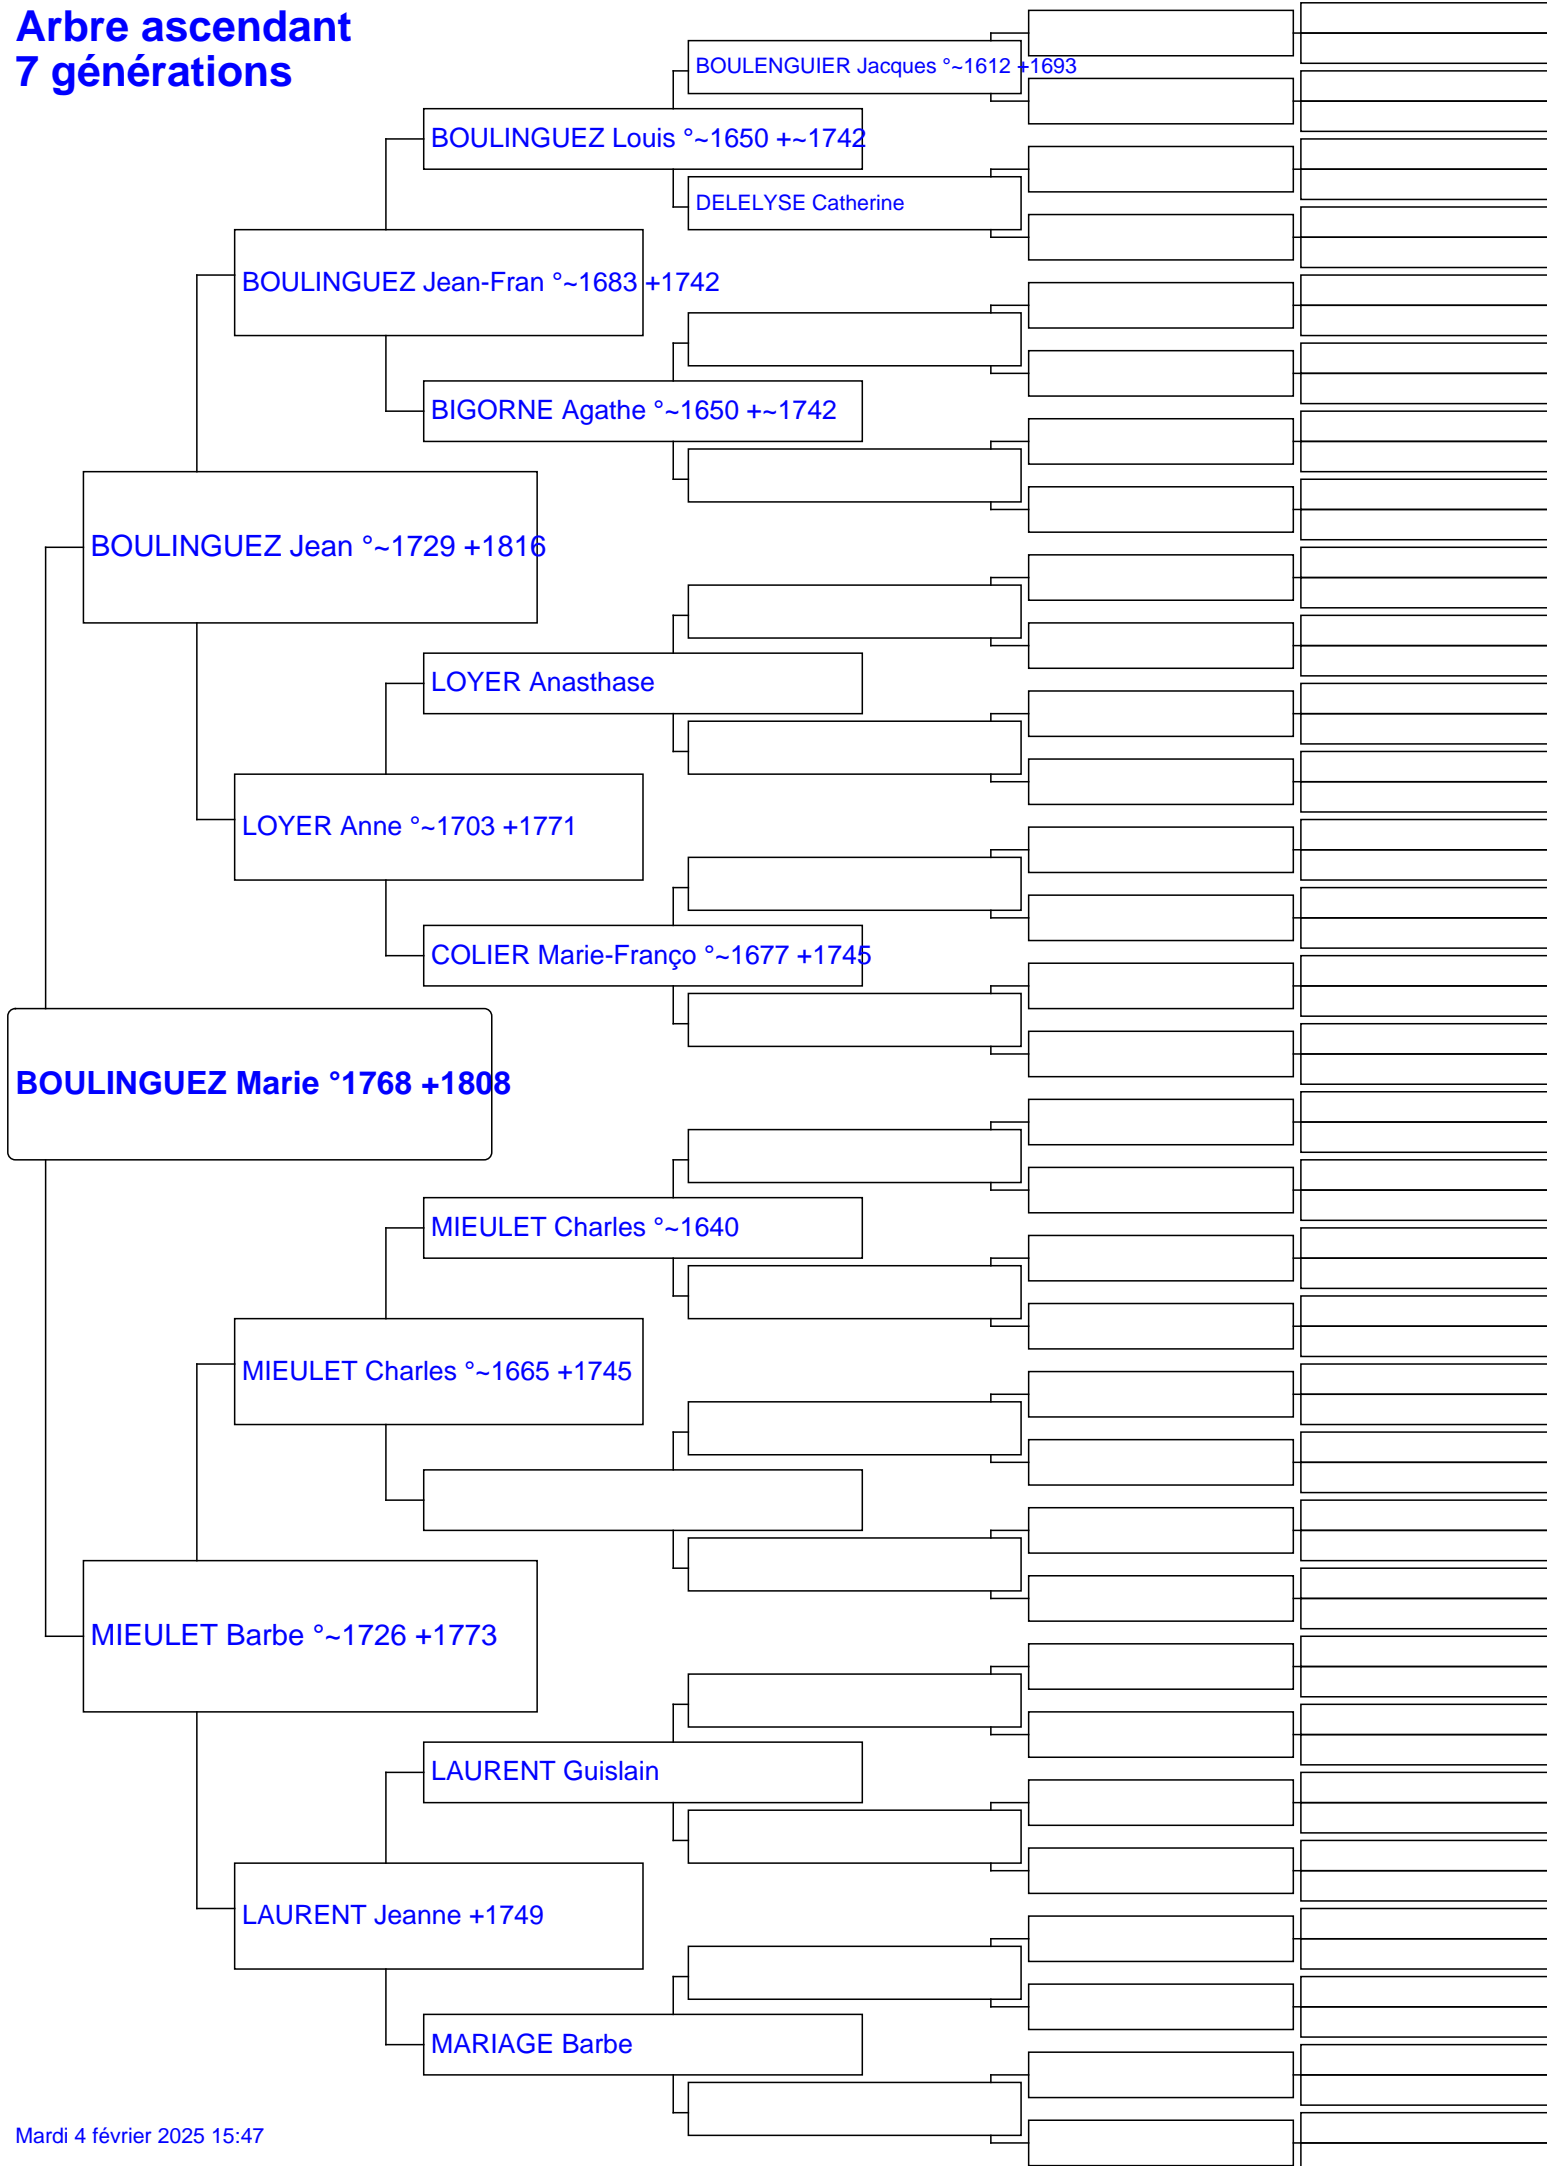 Arbre ascendant
7 générations
BOULENGUIER Jacques °~1612 +1693
BOULINGUEZ Louis °~1650 +~1742
DELELYSE Catherine
BOULINGUEZ Jean-Fran °~1683 +1742
BIGORNE Agathe °~1650 +~1742
BOULINGUEZ Jean °~1729 +1816
LOYER Anasthase
LOYER Anne °~1703 +1771
COLIER Marie-Franço °~1677 +1745
BOULINGUEZ Marie °1768 +1808
MIEULET Charles °~1640
MIEULET Charles °~1665 +1745
MIEULET Barbe °~1726 +1773
LAURENT Guislain
LAURENT Jeanne +1749
MARIAGE Barbe
Mardi 4 février 2025 15:47